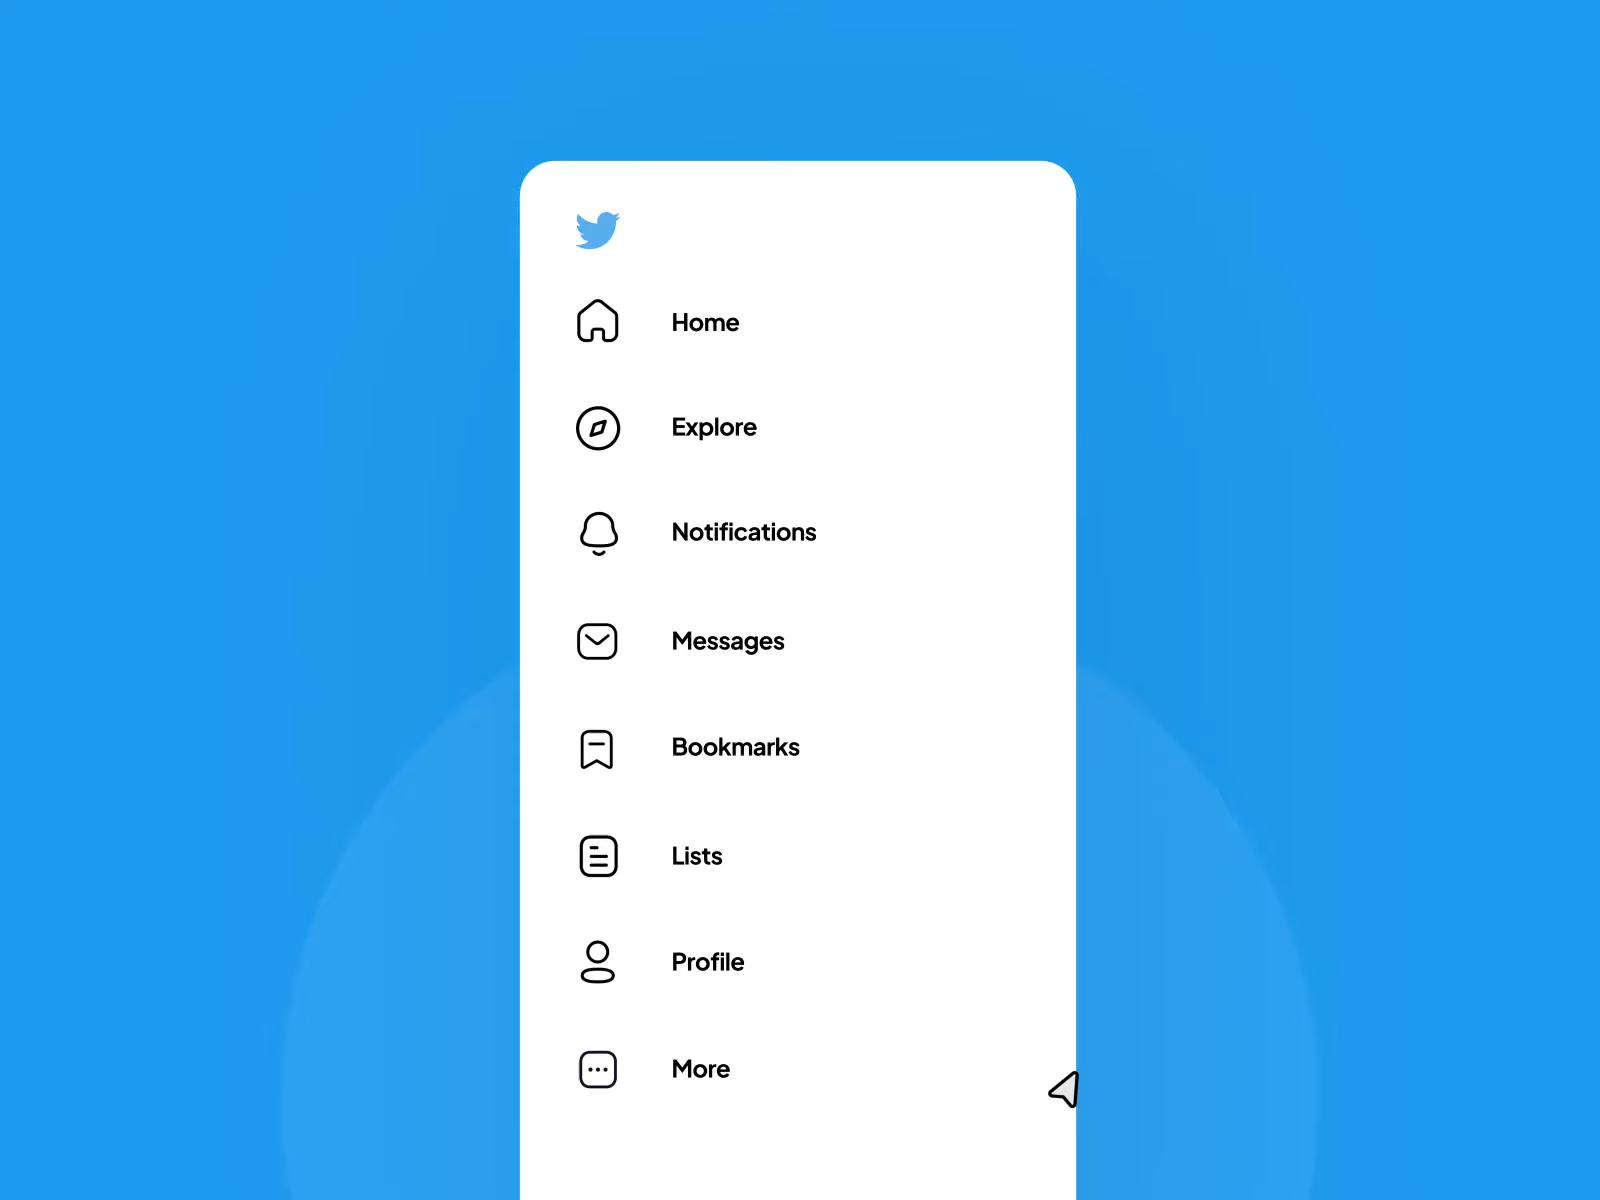 Home
Explore
Notifications
Messages
Bookmarks
Lists
Profile
More